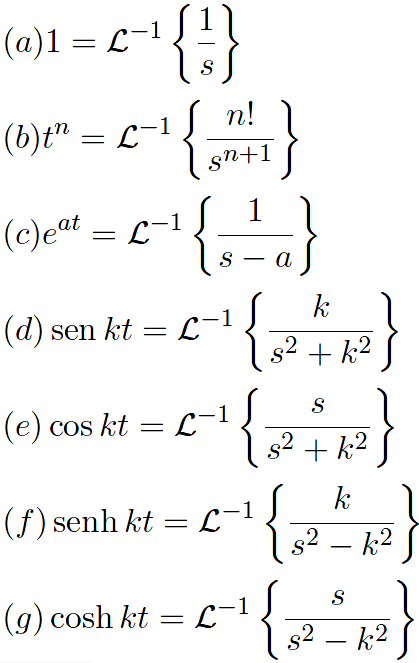 (a)1 = ℒ⁻¹ {1/s}
(b)tⁿ = ℒ⁻¹ {n!/sⁿ⁺¹}
(c)eᵃᵗ = ℒ⁻¹ {1/(s − a)}
(d) sen kt = ℒ⁻¹ {k/(s² + k²)}
(e) cos kt = ℒ⁻¹ {s/(s² + k²)}
(f) senh kt = ℒ⁻¹ {k/(s² − k²)}
(g) cosh kt = ℒ⁻¹ {s/(s² − k²)}